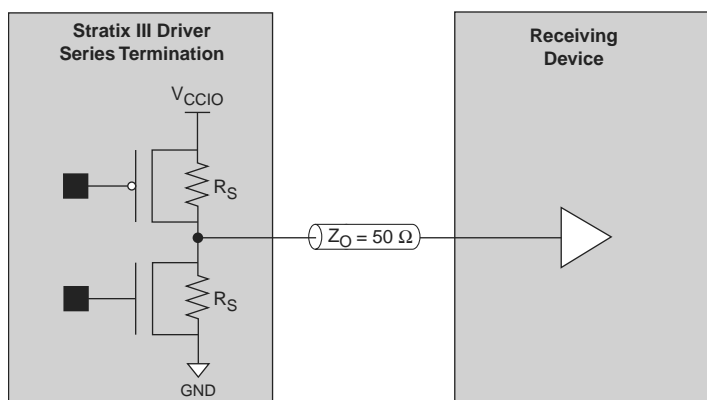 Stratix III Driver
Series Termination
Receiving
Device
VCCIO
RS
ZO = 50 Ω
RS
GND